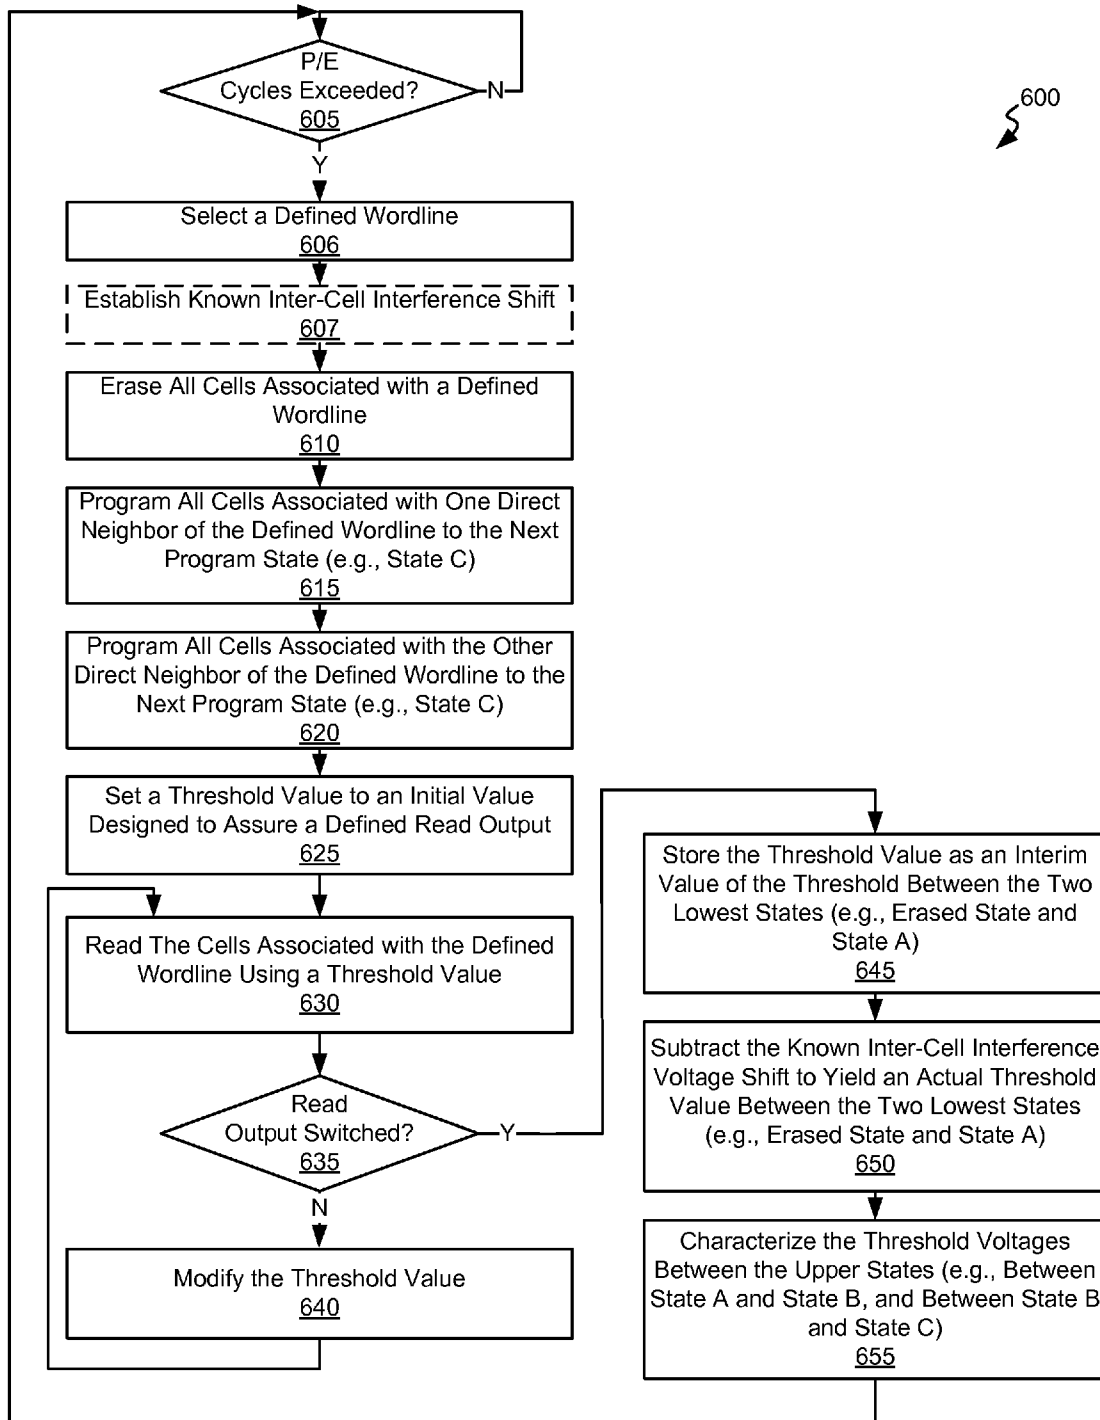 P/E
Cycles Exceeded?
605
N
600
Y
Select a Defined Wordline
606
Establish Known Inter-Cell Interference Shift
607
Erase All Cells Associated with a Defined
Wordline
610
Program All Cells Associated with One Direct
Neighbor of the Defined Wordline to the Next
Program State (e.g., State C)
615
Program All Cells Associated with the Other
Direct Neighbor of the Defined Wordline to the
Next Program State (e.g., State C)
620
Set a Threshold Value to an Initial Value
Designed to Assure a Defined Read Output
625
Read The Cells Associated with the Defined
Wordline Using a Threshold Value
630
Read
Output Switched?
635
Y
N
Modify the Threshold Value
640
Store the Threshold Value as an Interim
Value of the Threshold Between the Two
Lowest States (e.g., Erased State and
State A)
645
Subtract the Known Inter-Cell Interference
Voltage Shift to Yield an Actual Threshold
Value Between the Two Lowest States
(e.g., Erased State and State A)
650
Characterize the Threshold Voltages
Between the Upper States (e.g., Between
State A and State B, and Between State B
and State C)
655